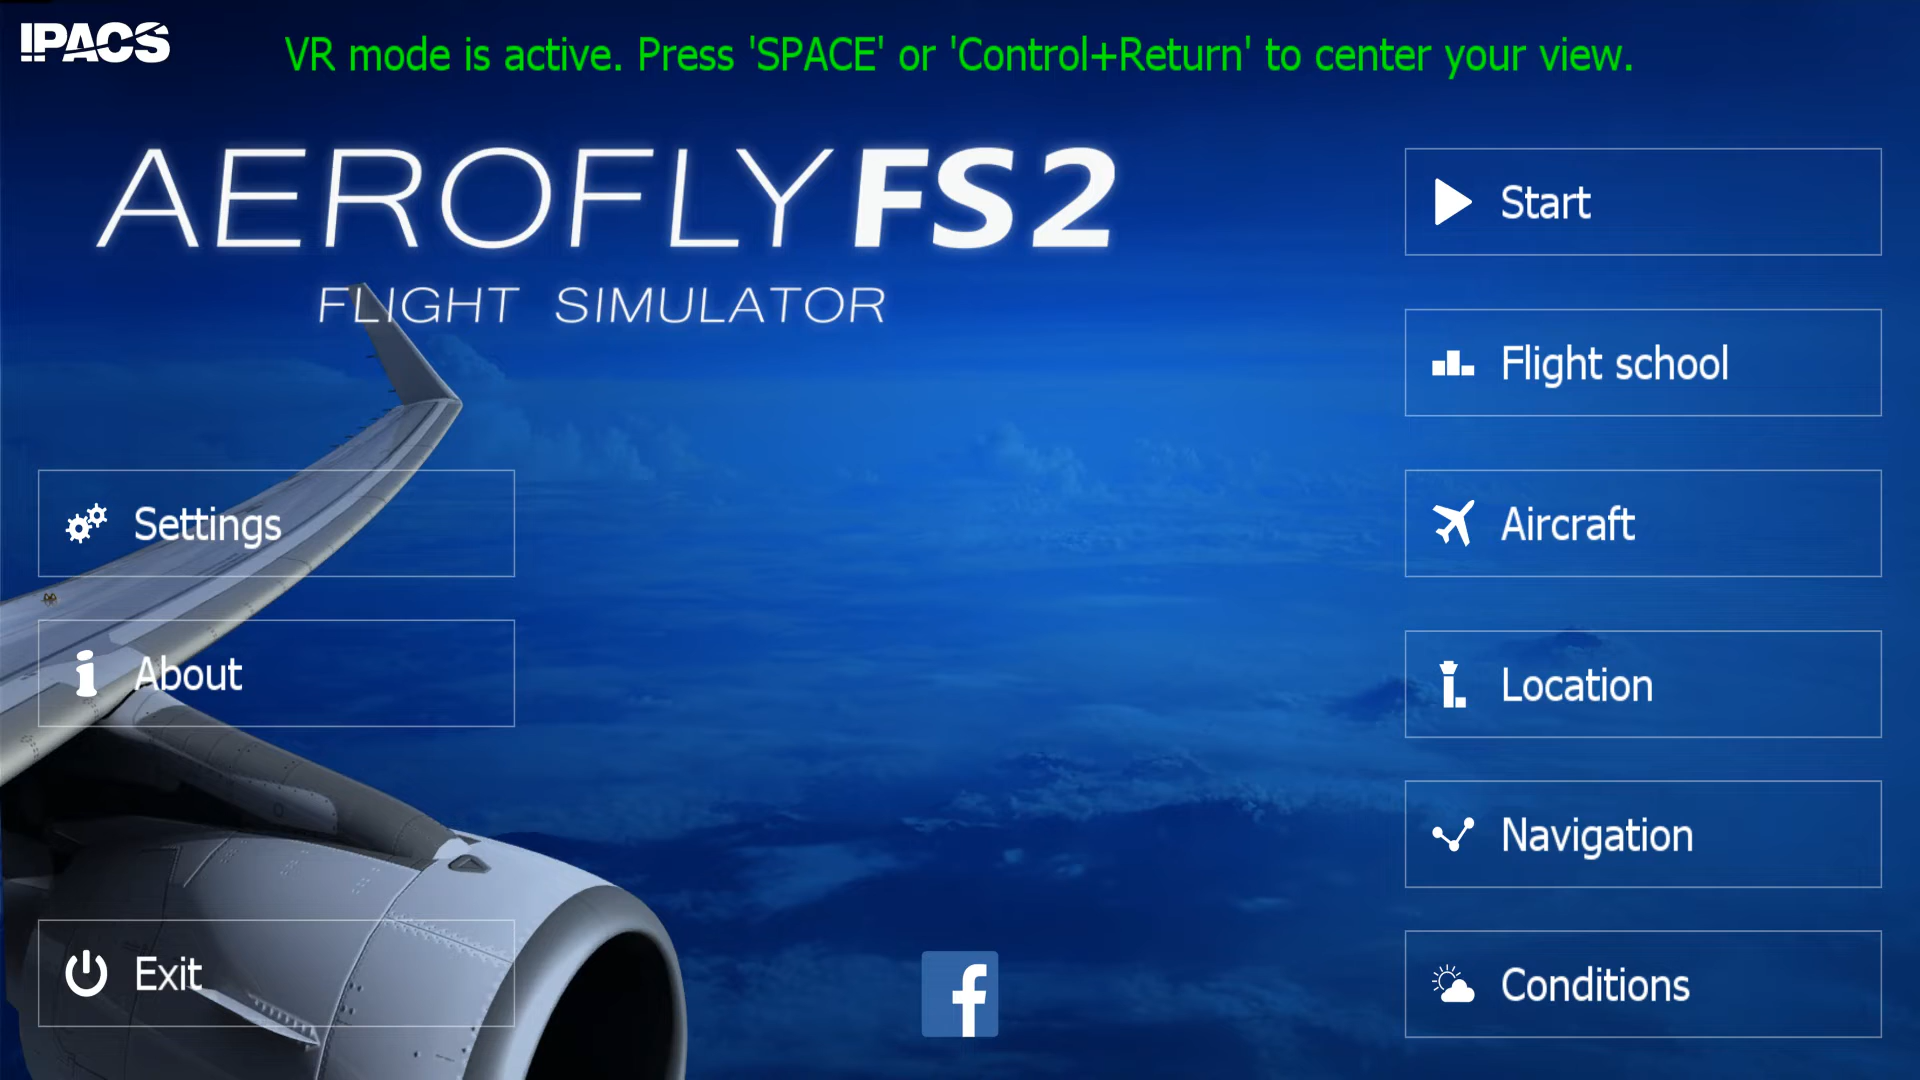 IPACS
VR mode is active. Press 'SPACE' or 'Control+Return' to center your view.
AEROFLY FS2
FLIGHT SIMULATOR
Start
Flight school
Settings
Aircraft
About
Location
Navigation
Exit
f
Conditions